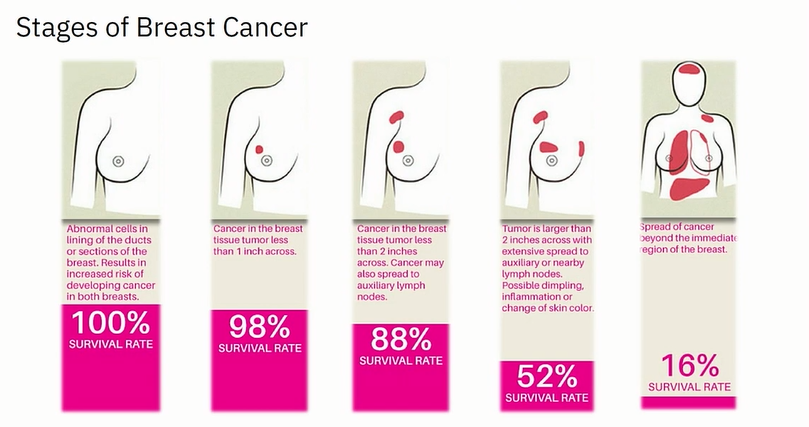 Stages of Breast Cancer
Abnormal cells in
lining of the ducts
or sections of the
breast. Results in
increased risk of
developing cancer
in both breasts.
100%
SURVIVAL RATE
Cancer in the breast
tissue tumor less
than 1 inch across.
98%
SURVIVAL RATE
Cancer in the breast
tissue tumor less
than 2 inches
across. Cancer may
also spread to
auxiliary lymph
nodes.
88%
SURVIVAL RATE
Tumor is larger than
2 inches across with
extensive spread to
auxiliary or nearby
lymph nodes.
Possible dimpling,
inflammation or
change of skin color.
52%
SURVIVAL RATE
Spread of cancer
beyond the immediate
region of the breast.
16%
SURVIVAL RATE